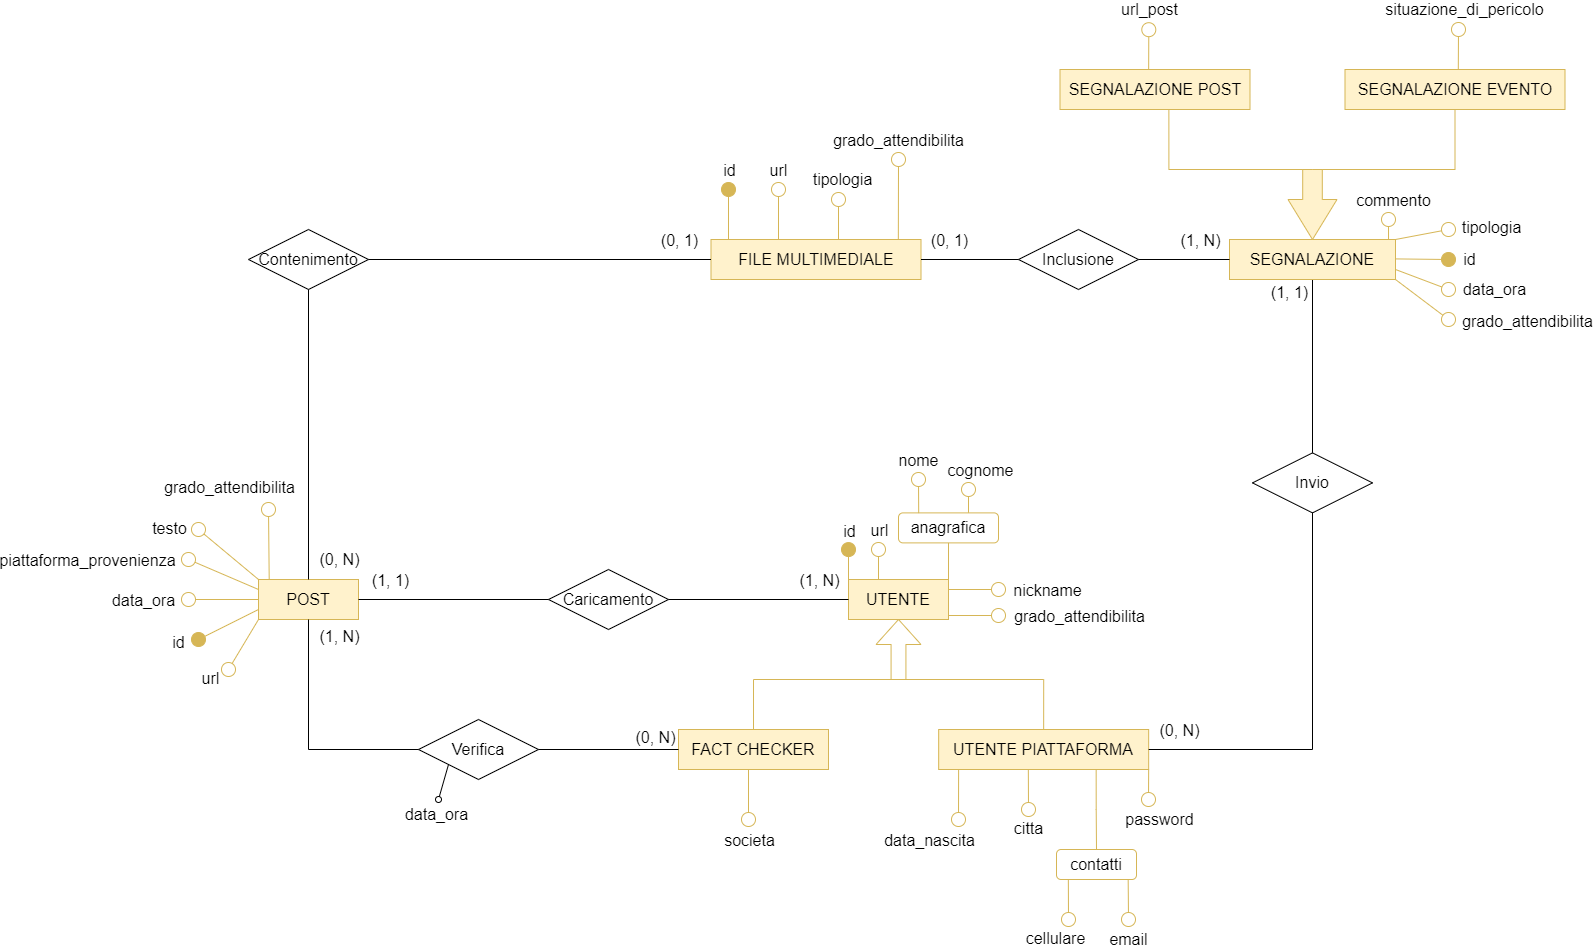 url_post
situazione_di_pericolo
SEGNALAZIONE POST
SEGNALAZIONE EVENTO
grado_attendibilita
id
url
tipologia
commento
tipologia
(0, 1)
(0, 1)
(1, N)
Contenimento
FILE MULTIMEDIALE
Inclusione
SEGNALAZIONE
id
(1, 1)
data_ora
grado_attendibilita
nome
cognome
grado_attendibilita
Invio
testo
anagrafica
id
url
piattaforma_provenienza
(0, N)
(1, 1)
(1, N)
nickname
data_ora
POST
Caricamento
UTENTE
grado_attendibilita
id
(1, N)
url
(0, N)
(0, N)
Verifica
FACT CHECKER
UTENTE PIATTAFORMA
data_ora
password
societa
data_nascita
citta
contatti
cellulare
email